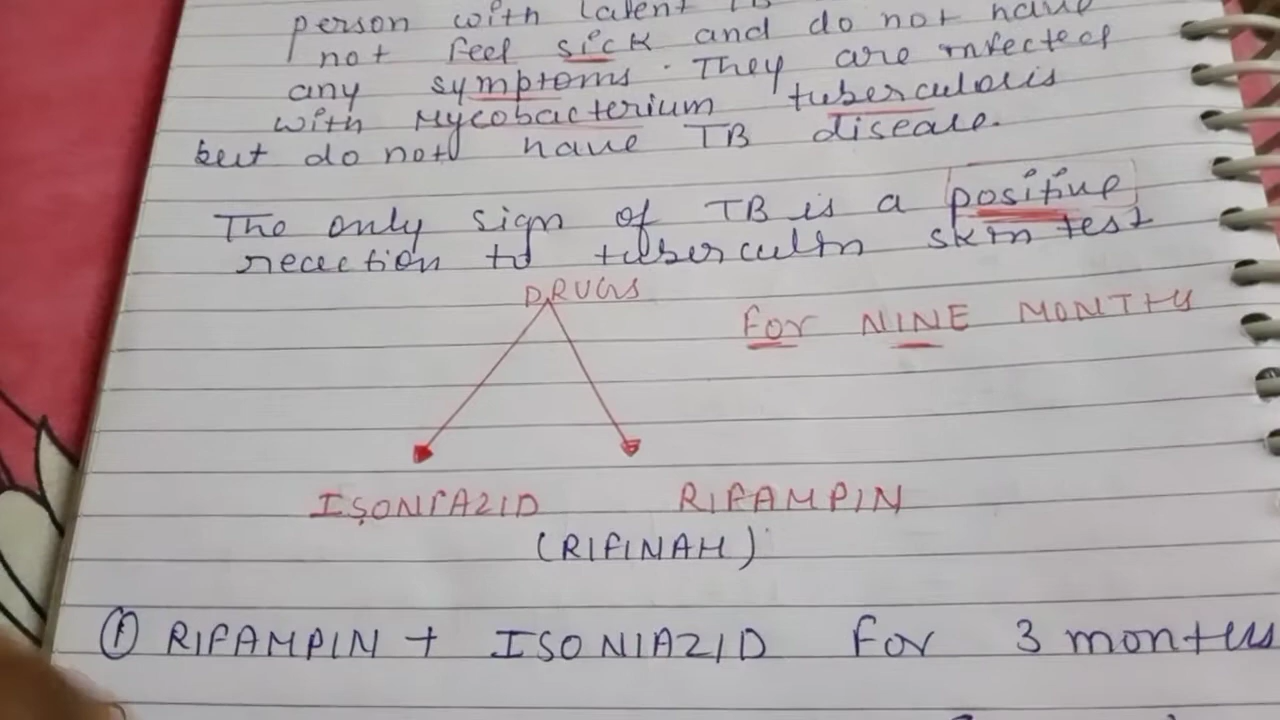 person with latent TB
not feel sick and do not have
any symptoms. They are infected
with Mycobacterium tuberculosis
but do not have TB disease.
The only sign of TB is a positive
reaction to tuberculin skin test
DRUGS
FOR NINE MONTHS
ISONIAZID RIFAMPIN
(RIFINAH)
① RIFAMPIN + ISONIAZID For 3 months